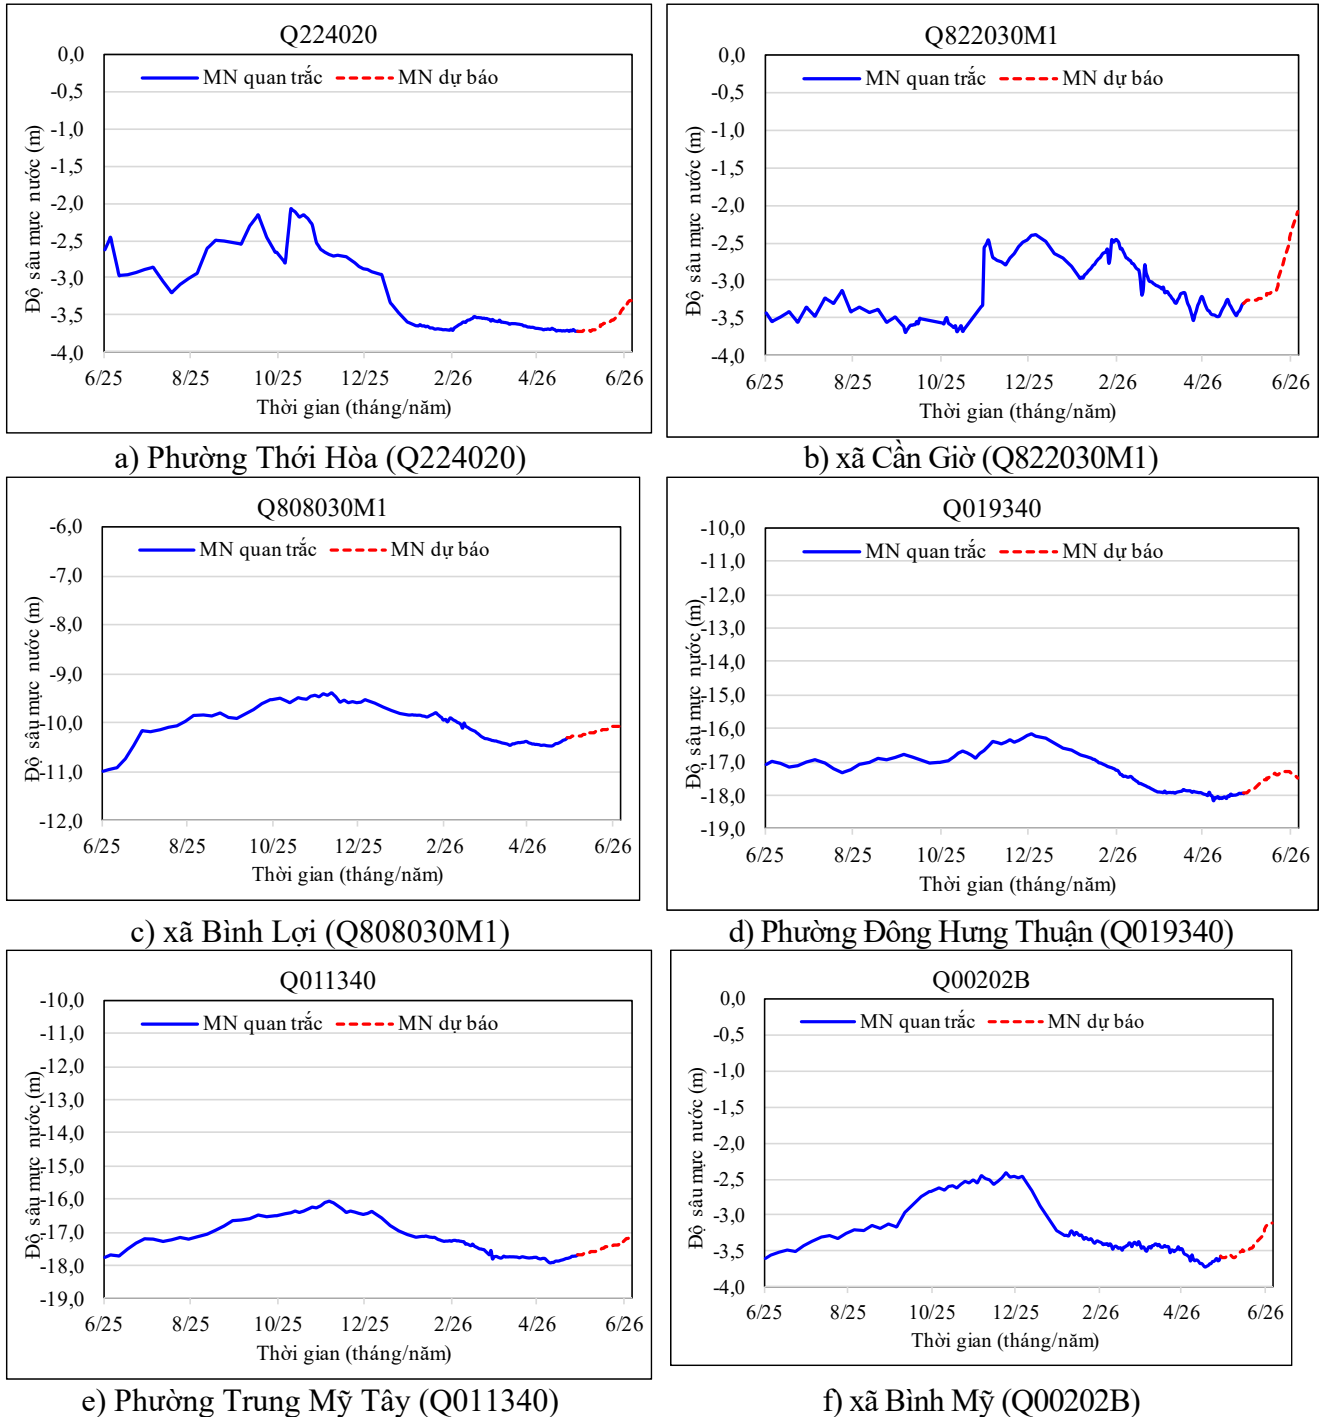 Q224020
MN quan trắc
MN dự báo
Độ sâu mực nước (m)
0,0
-0,5
-1,0
-1,5
-2,0
-2,5
-3,0
-3,5
-4,0
6/25 8/25 10/25 12/25 2/26 4/26 6/26
Thời gian (tháng/năm)
a) Phường Thới Hòa (Q224020)
Q822030M1
MN quan trắc
MN dự báo
Độ sâu mực nước (m)
0,0
-0,5
-1,0
-1,5
-2,0
-2,5
-3,0
-3,5
-4,0
6/25 8/25 10/25 12/25 2/26 4/26 6/26
Thời gian (tháng/năm)
b) xã Cần Giờ (Q822030M1)
Q808030M1
MN quan trắc
MN dự báo
Độ sâu mực nước (m)
-6,0
-7,0
-8,0
-9,0
-10,0
-11,0
-12,0
6/25 8/25 10/25 12/25 2/26 4/26 6/26
Thời gian (tháng/năm)
c) xã Bình Lợi (Q808030M1)
Q019340
MN quan trắc
MN dự báo
Độ sâu mực nước (m)
-10,0
-11,0
-12,0
-13,0
-14,0
-15,0
-16,0
-17,0
-18,0
-19,0
6/25 8/25 10/25 12/25 2/26 4/26 6/26
Thời gian (tháng/năm)
d) Phường Đông Hưng Thuận (Q019340)
Q011340
MN quan trắc
MN dự báo
Độ sâu mực nước (m)
-10,0
-11,0
-12,0
-13,0
-14,0
-15,0
-16,0
-17,0
-18,0
-19,0
6/25 8/25 10/25 12/25 2/26 4/26 6/26
Thời gian (tháng/năm)
e) Phường Trung Mỹ Tây (Q011340)
Q00202B
MN quan trắc
MN dự báo
Độ sâu mực nước (m)
0,0
-0,5
-1,0
-1,5
-2,0
-2,5
-3,0
-3,5
-4,0
6/25 8/25 10/25 12/25 2/26 4/26 6/26
Thời gian (tháng/năm)
f) xã Bình Mỹ (Q00202B)